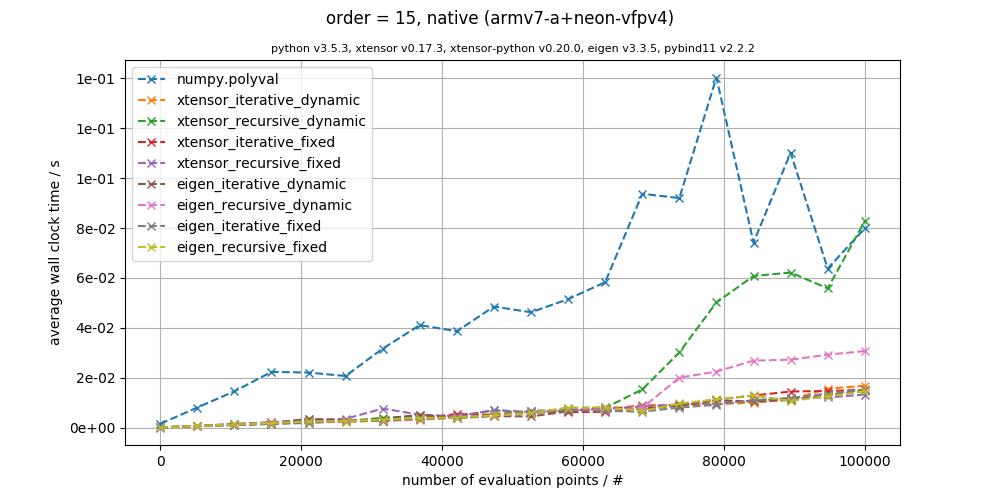 order = 15, native (armv7-a+neon-vfpv4)
python v3.5.3, xtensor v0.17.3, xtensor-python v0.20.0, eigen v3.3.5, pybind11 v2.2.2
1e-01
1e-01
1e-01
8e-02
6e-02
4e-02
2e-02
0e+00
average wall clock time / s
numpy.polyval
xtensor_iterative_dynamic
xtensor_recursive_dynamic
xtensor_iterative_fixed
xtensor_recursive_fixed
eigen_iterative_dynamic
eigen_recursive_dynamic
eigen_iterative_fixed
eigen_recursive_fixed
0 20000 40000 60000 80000 100000
number of evaluation points / #